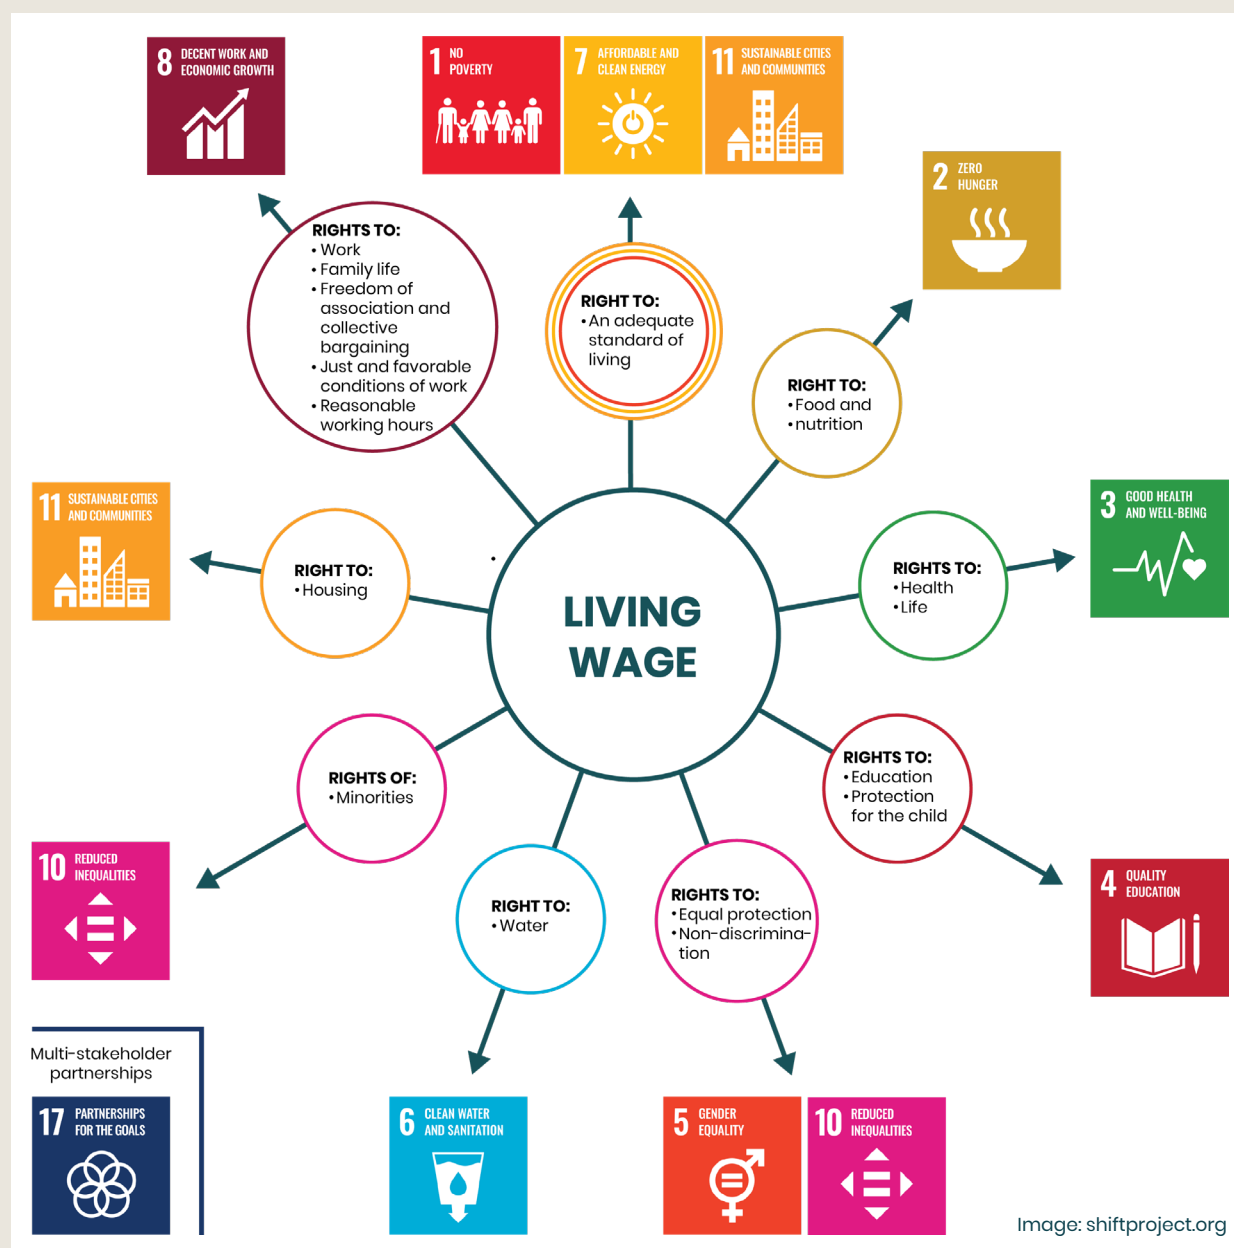 8 DECENT WORK AND
ECONOMIC GROWTH
1 NO
POVERTY
7 AFFORDABLE AND
CLEAN ENERGY
11 SUSTAINABLE CITIES
AND COMMUNITIES
2 ZERO
HUNGER
RIGHTS TO:
• Work
• Family life
• Freedom of
association and
collective
bargaining
• Just and favorable
conditions of work
• Reasonable
working hours
RIGHT TO:
• An adequate
standard of
living
RIGHT TO:
• Food and
• nutrition
11 SUSTAINABLE CITIES
AND COMMUNITIES
RIGHT TO:
• Housing
LIVING
WAGE
RIGHTS TO:
• Health
• Life
3 GOOD HEALTH
AND WELL-BEING
RIGHTS OF:
• Minorities
RIGHTS TO:
• Education
• Protection
for the child
10 REDUCED
INEQUALITIES
RIGHT TO:
• Water
RIGHTS TO:
• Equal protection
• Non-discrimina-
tion
4 QUALITY
EDUCATION
Multi-stakeholder
partnerships
17 PARTNERSHIPS
FOR THE GOALS
6 CLEAN WATER
AND SANITATION
5 GENDER
EQUALITY
10 REDUCED
INEQUALITIES
Image: shiftproject.org